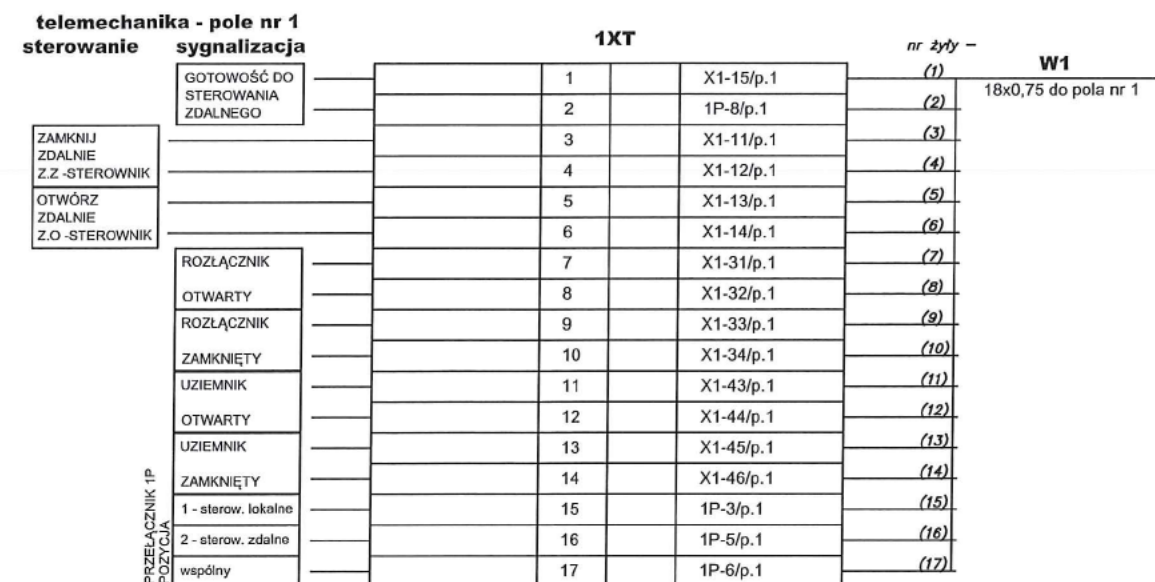 telemechanika - pole nr 1
sterowanie sygnalizacja
1XT
nr żyły –
W1
18x0,75 do pola nr 1
GOTOWOŚĆ DO
STEROWANIA
ZDALNEGO
1 X1-15/p.1 (1)
2 1P-8/p.1 (2)
ZAMKNIJ
ZDALNIE
Z.Z -STEROWNIK
3 X1-11/p.1 (3)
4 X1-12/p.1 (4)
OTWÓRZ
ZDALNIE
Z.O -STEROWNIK
5 X1-13/p.1 (5)
6 X1-14/p.1 (6)
ROZŁĄCZNIK 7 X1-31/p.1 (7)
OTWARTY 8 X1-32/p.1 (8)
ROZŁĄCZNIK 9 X1-33/p.1 (9)
ZAMKNIĘTY 10 X1-34/p.1 (10)
UZIEMNIK 11 X1-43/p.1 (11)
OTWARTY 12 X1-44/p.1 (12)
UZIEMNIK 13 X1-45/p.1 (13)
ZAMKNIĘTY 14 X1-46/p.1 (14)
PRZEŁĄCZNIK 1P
POZYCJA
1 - sterow. lokalne 15 1P-3/p.1 (15)
2 - sterow. zdalne 16 1P-5/p.1 (16)
wspólny 17 1P-6/p.1 (17)